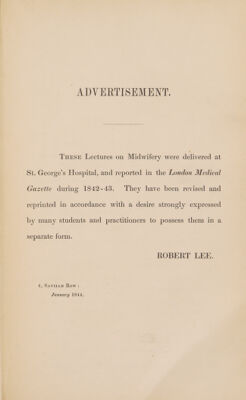 ADVERTISEMENT.
THESE Lectures on Midwifery were delivered at
St. George's Hospital, and reported in the London Medical
Gazette during 1842-43. They have been revised and
reprinted in accordance with a desire strongly expressed
by many students and practitioners to possess them in a
separate form.
ROBERT LEE.
4, SAVILLE ROW:
January 1844.